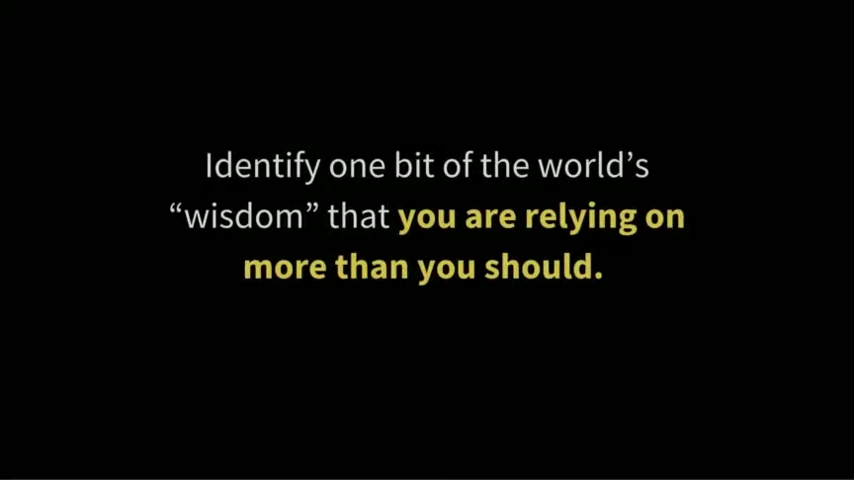 Identify one bit of the world’s
“wisdom” that you are relying on
more than you should.